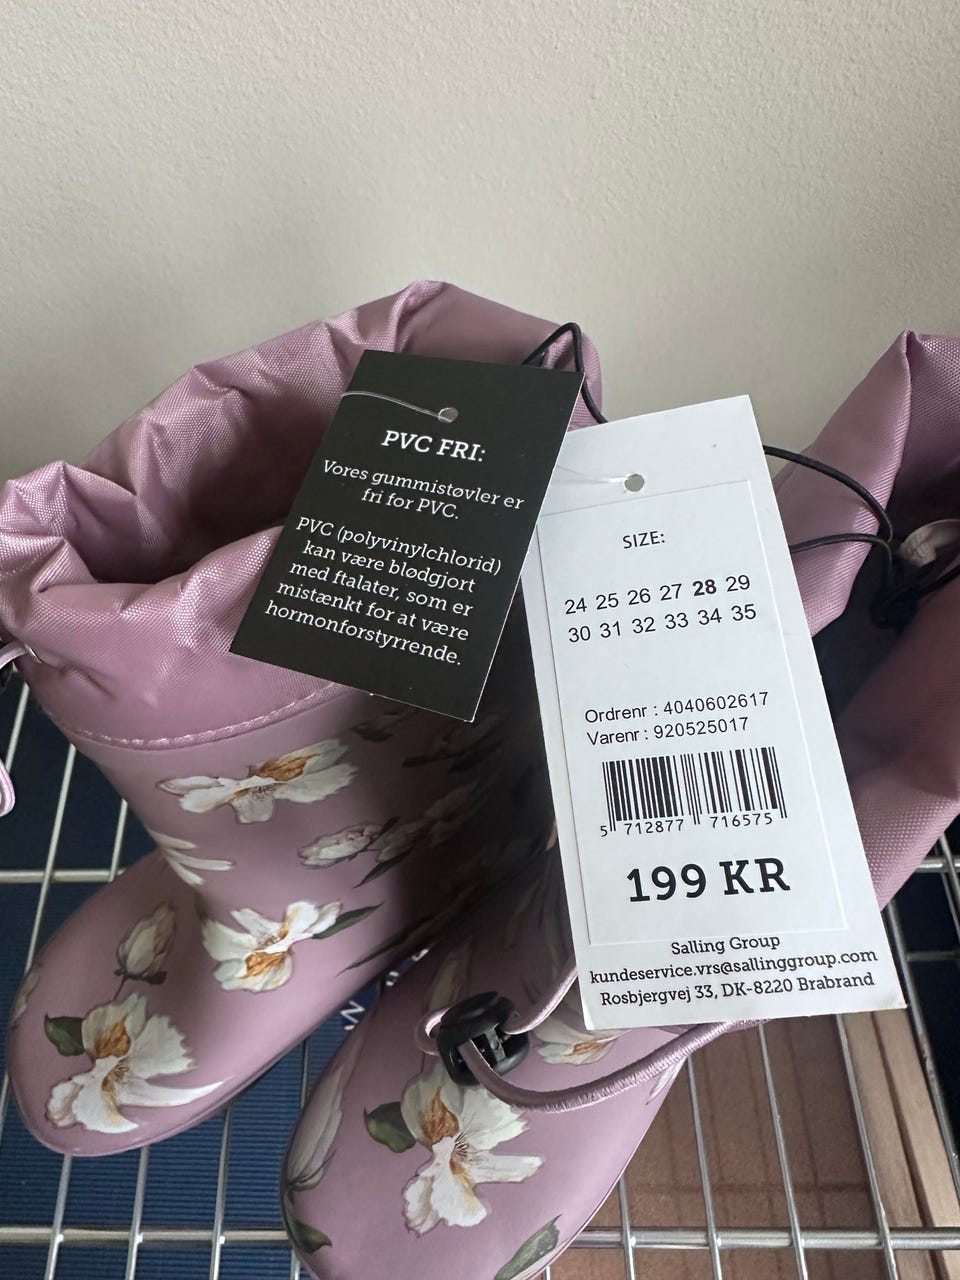 PVC FRI:
Vores gummistøvler er
fri for PVC.
PVC (polyvinylchlorid)
kan være blødgjort
med ftalater, som er
mistænkt for at være
hormonforstyrrende.
SIZE:
24 25 26 27 28 29
30 31 32 33 34 35
Ordrenr : 4040602617
Varenr : 920525017
5 712877 716575
199 KR
Salling Group
kundeservice.vrs@sallinggroup.com
Rosbjergvej 33, DK-8220 Brabrand